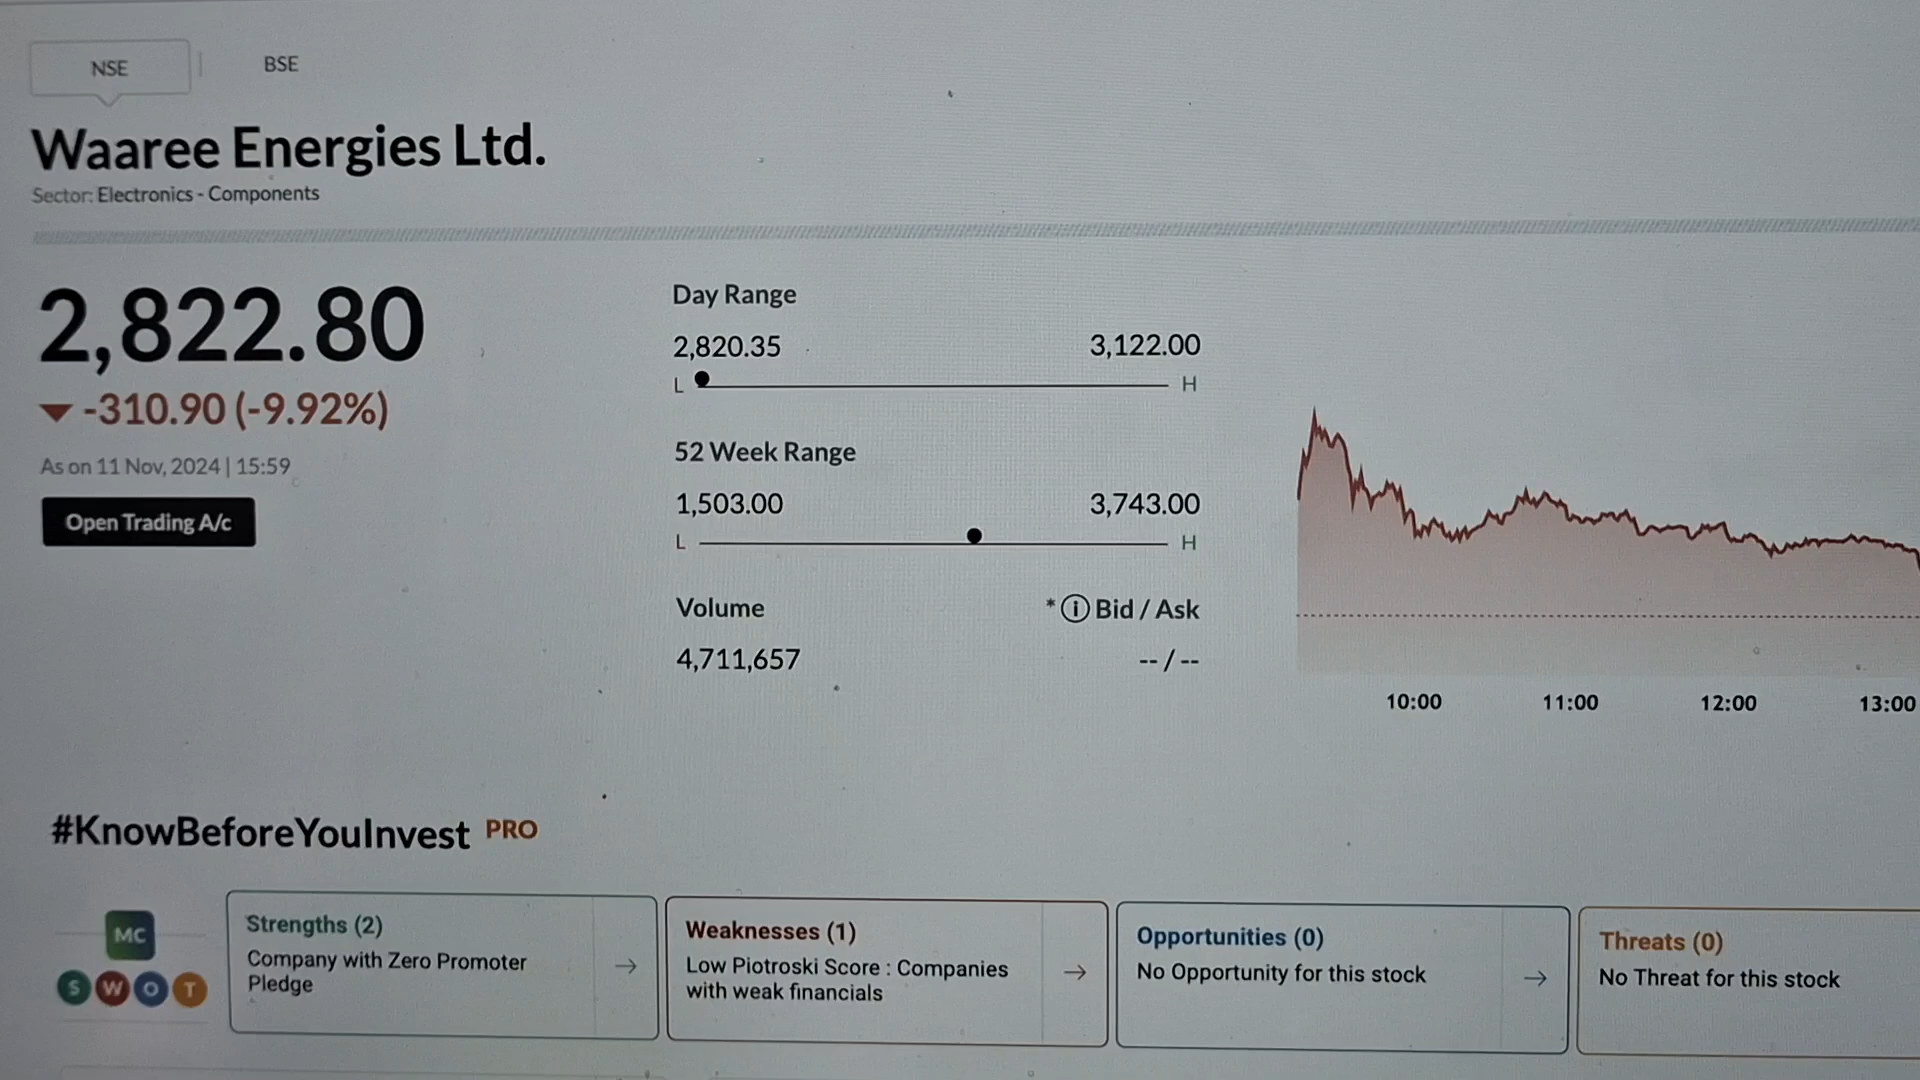 NSE
BSE
Waaree Energies Ltd.
Sector: Electronics - Components
2,822.80
-310.90 (-9.92%)
As on 11 Nov, 2024 | 15:59
Open Trading A/c
Day Range
2,820.35 3,122.00
L H
52 Week Range
1,503.00 3,743.00
L H
Volume * i Bid / Ask
4,711,657 -- / --
10:00 11:00 12:00 13:00
#KnowBeforeYouInvest PRO
MC
S W O T
Strengths (2)
Company with Zero Promoter
Pledge
Weaknesses (1)
Low Piotroski Score : Companies
with weak financials
Opportunities (0)
No Opportunity for this stock
Threats (0)
No Threat for this stock